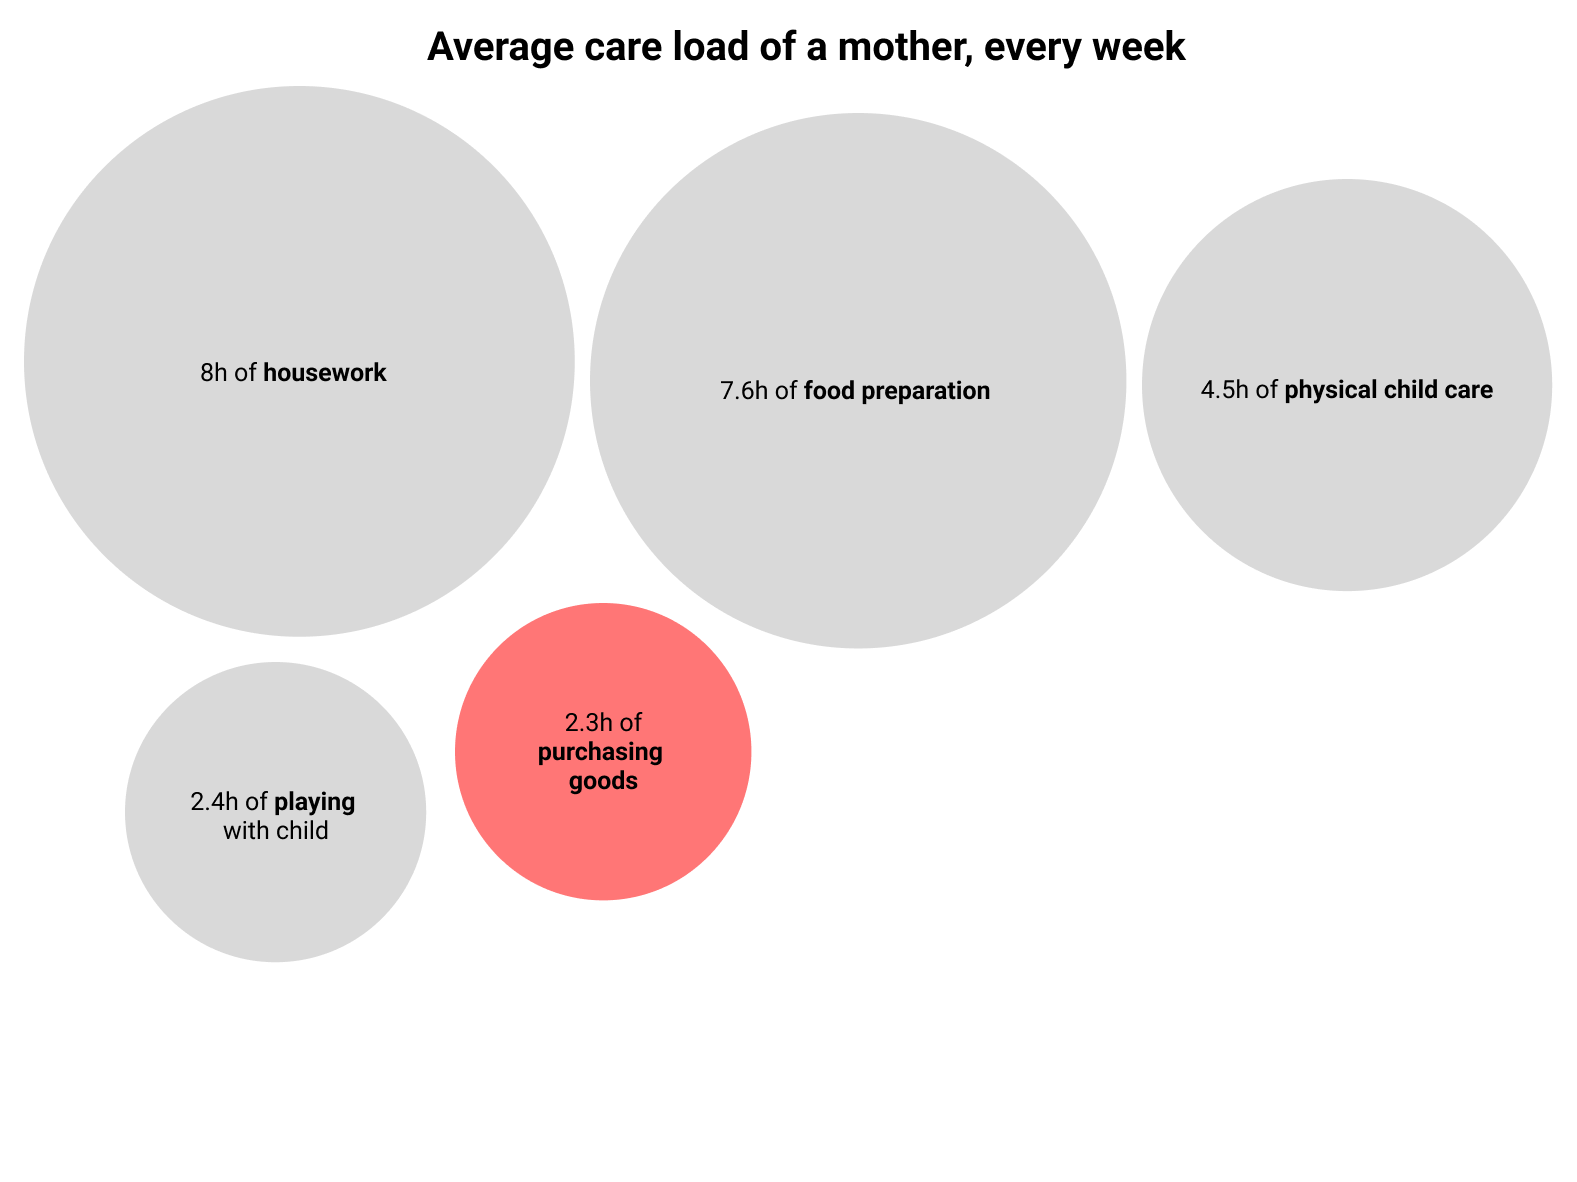 Average care load of a mother, every week
8h of housework
7.6h of food preparation
4.5h of physical child care
2.4h of playing
with child
2.3h of
purchasing
goods